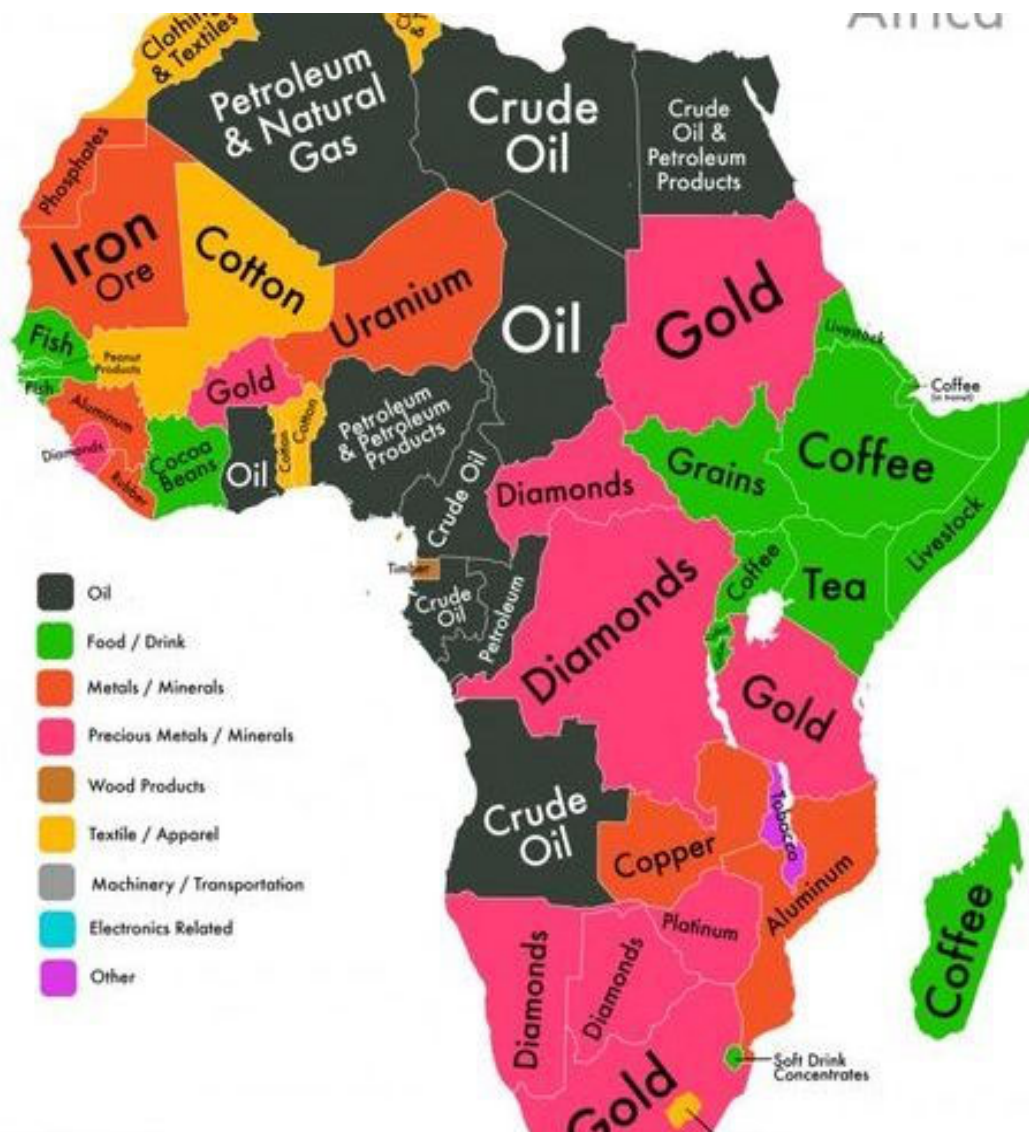 Africa
Clothing
& Textiles
Petroleum
& Natural
Gas
Crude
Oil
Crude
Oil &
Petroleum
Products
Phosphates
Iron
Ore
Cotton
Uranium
Oil
Gold
Fish
Peanut
Products
Fish
Gold
Livestock
Coffee
(in transit)
Aluminum
Diamonds
Rubber
Cocoa
Beans
Oil
Cotton
Cotton
Petroleum
& Petroleum
Products
Crude Oil
Diamonds
Grains
Coffee
Livestock
Timber
Crude
Oil
Petroleum
Diamonds
Coffee
Tea
Gold
Oil
Food / Drink
Metals / Minerals
Precious Metals / Minerals
Wood Products
Textile / Apparel
Machinery / Transportation
Electronics Related
Other
Crude
Oil
Copper
Tobacco
Aluminum
Platinum
Diamonds
Diamonds
Coffee
Soft Drink
Concentrates
Gold